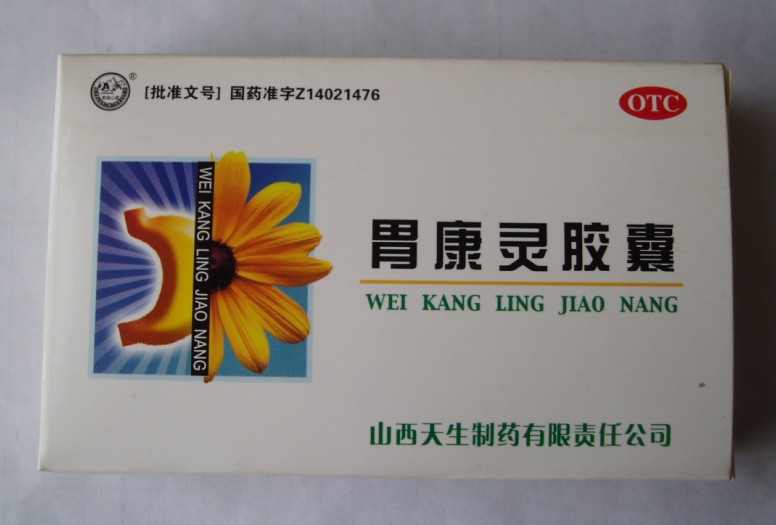 [批准文号] 国药准字Z14021476
OTC
WEI KANG LING JIAO NANG
胃康灵胶囊
WEI KANG LING JIAO NANG
山西天生制药有限责任公司